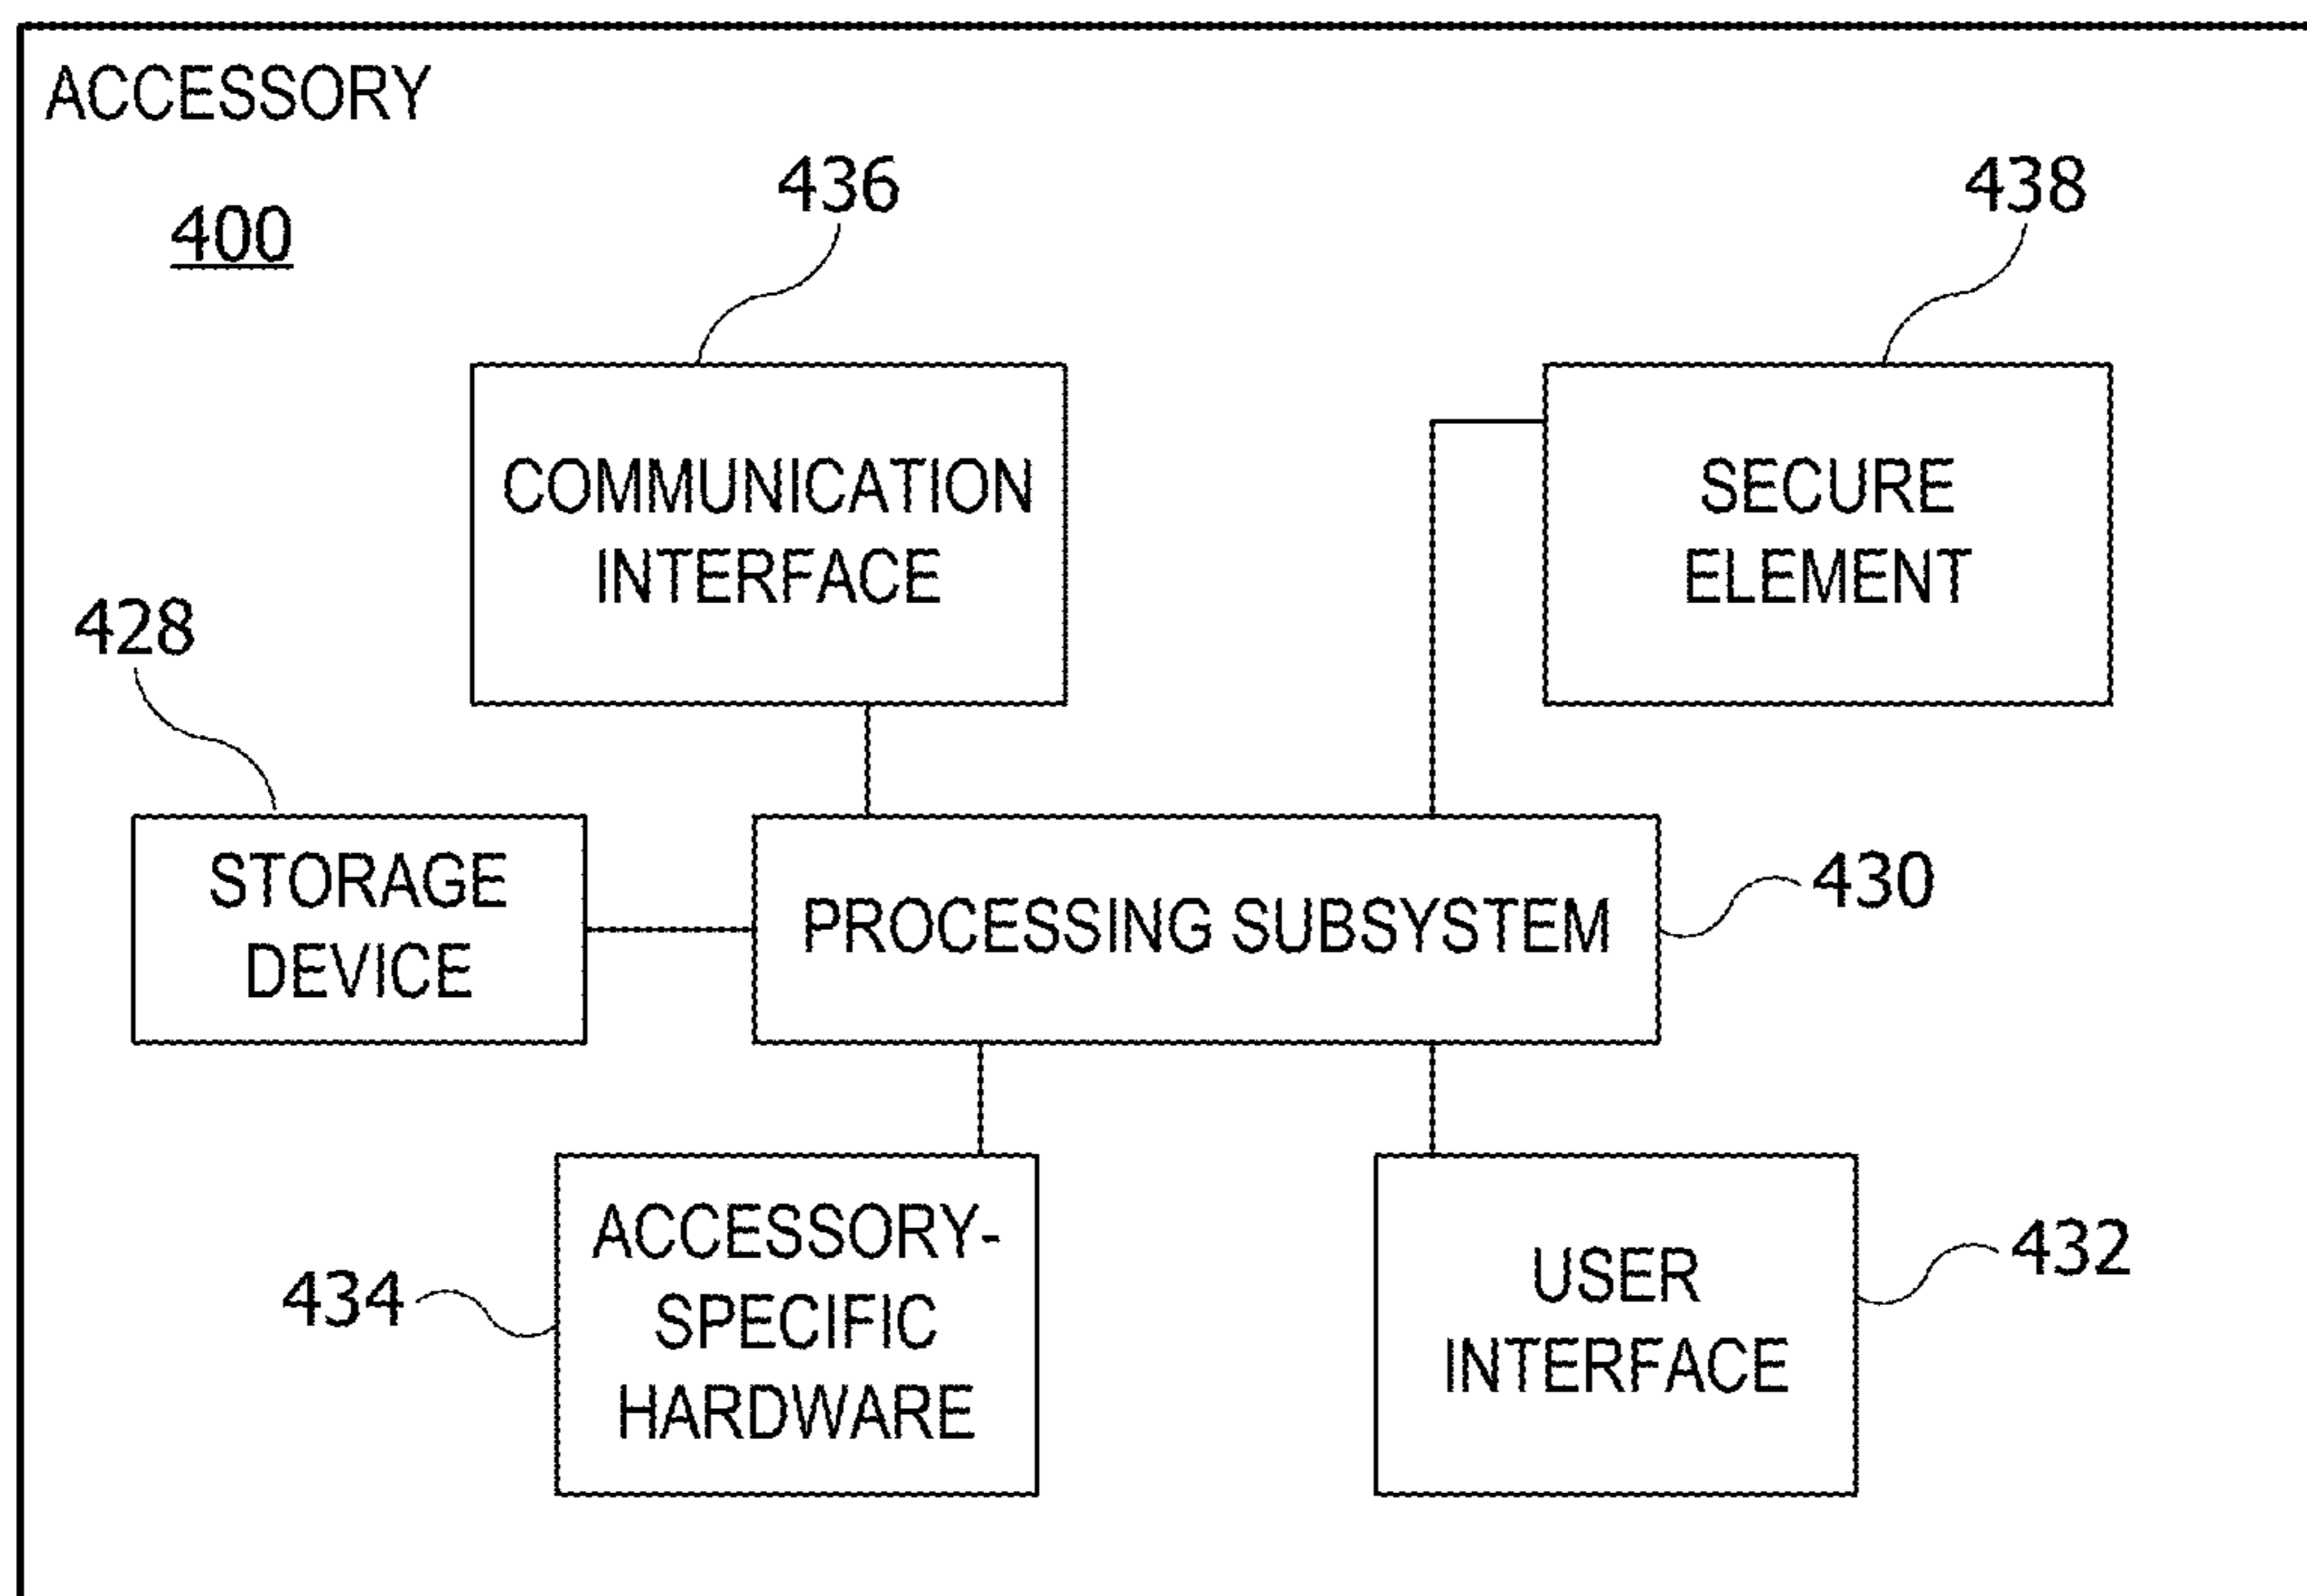 ACCESSORY
400
436
438
COMMUNICATION
INTERFACE
SECURE
ELEMENT
428
STORAGE
DEVICE
PROCESSING SUBSYSTEM
430
ACCESSORY-
SPECIFIC
HARDWARE
434
USER
INTERFACE
432